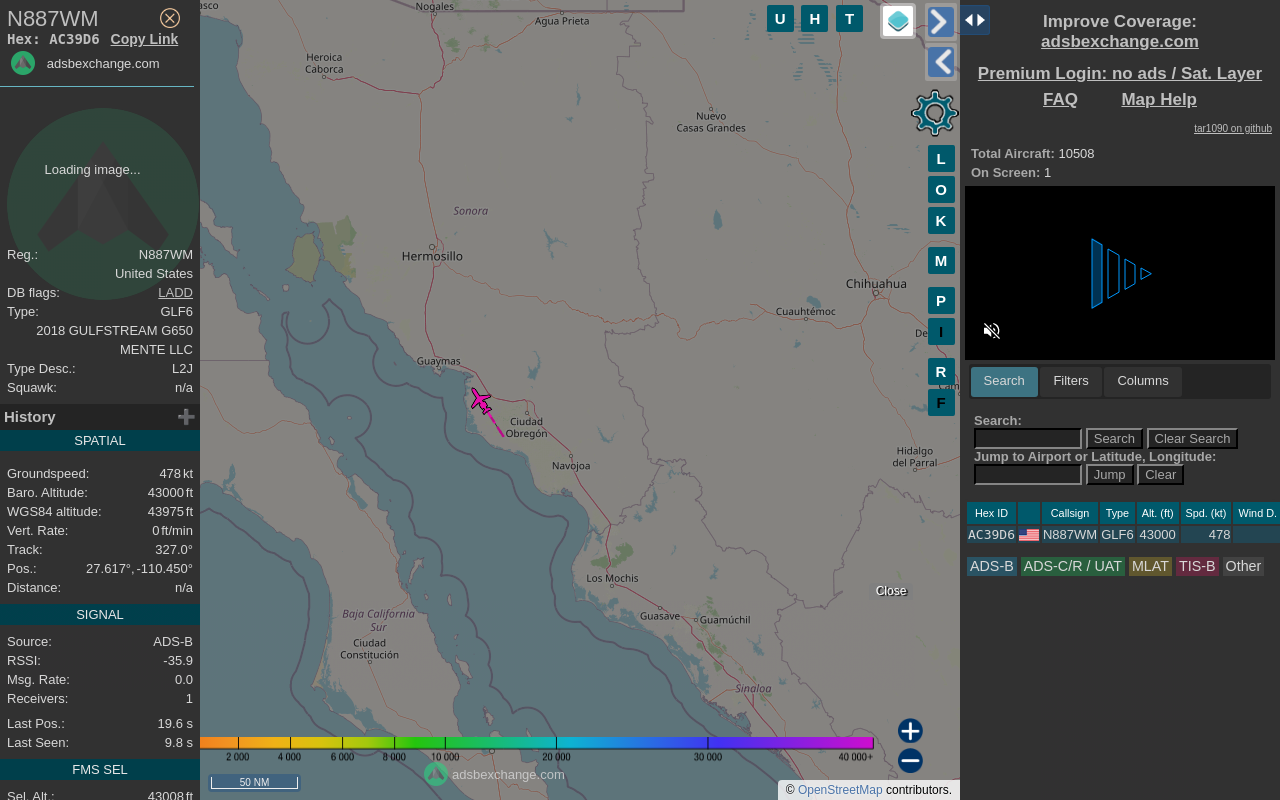 N887WM
Hex: AC39D6 Copy Link
adsbexchange.com
Loading image...
Reg.: N887WM
United States
DB flags: LADD
Type: GLF6
2018 GULFSTREAM G650
MENTE LLC
Type Desc.: L2J
Squawk: n/a
History
SPATIAL
Groundspeed: 478 kt
Baro. Altitude: 43000 ft
WGS84 altitude: 43975 ft
Vert. Rate: 0 ft/min
Track: 327.0°
Pos.: 27.617°, -110.450°
Distance: n/a
SIGNAL
Source: ADS-B
RSSI: -35.9
Msg. Rate: 0.0
Receivers: 1
Last Pos.: 19.6 s
Last Seen: 9.8 s
FMS SEL
Sel. Alt.: 43008 ft
asco
Nogales
Agua Prieta
Heroica
Caborca
Nuevo
Casas Grandes
Sonora
Hermosillo
Chihuahua
Cuauhtémoc
De
Guaymas
Cam
Ciudad
Obregón
Hidalgo
del Parral
Navojoa
Los Mochis
Close
Guasave
Guamúchil
Baja California
Sur
Ciudad
Constitución
Sinaloa
2 000 4 000 6 000 8 000 10 000 20 000 30 000 40 000+
adsbexchange.com
50 NM
© OpenStreetMap contributors.
U H T
L
O
K
M
P
I
R
F
Improve Coverage:
adsbexchange.com
Premium Login: no ads / Sat. Layer
FAQ Map Help
tar1090 on github
Total Aircraft: 10508
On Screen: 1
Search Filters Columns
Search:
Search Clear Search
Jump to Airport or Latitude, Longitude:
Jump Clear
Hex ID Callsign Type Alt. (ft) Spd. (kt) Wind D.
AC39D6 N887WM GLF6 43000 478
ADS-B ADS-C/R / UAT MLAT TIS-B Other